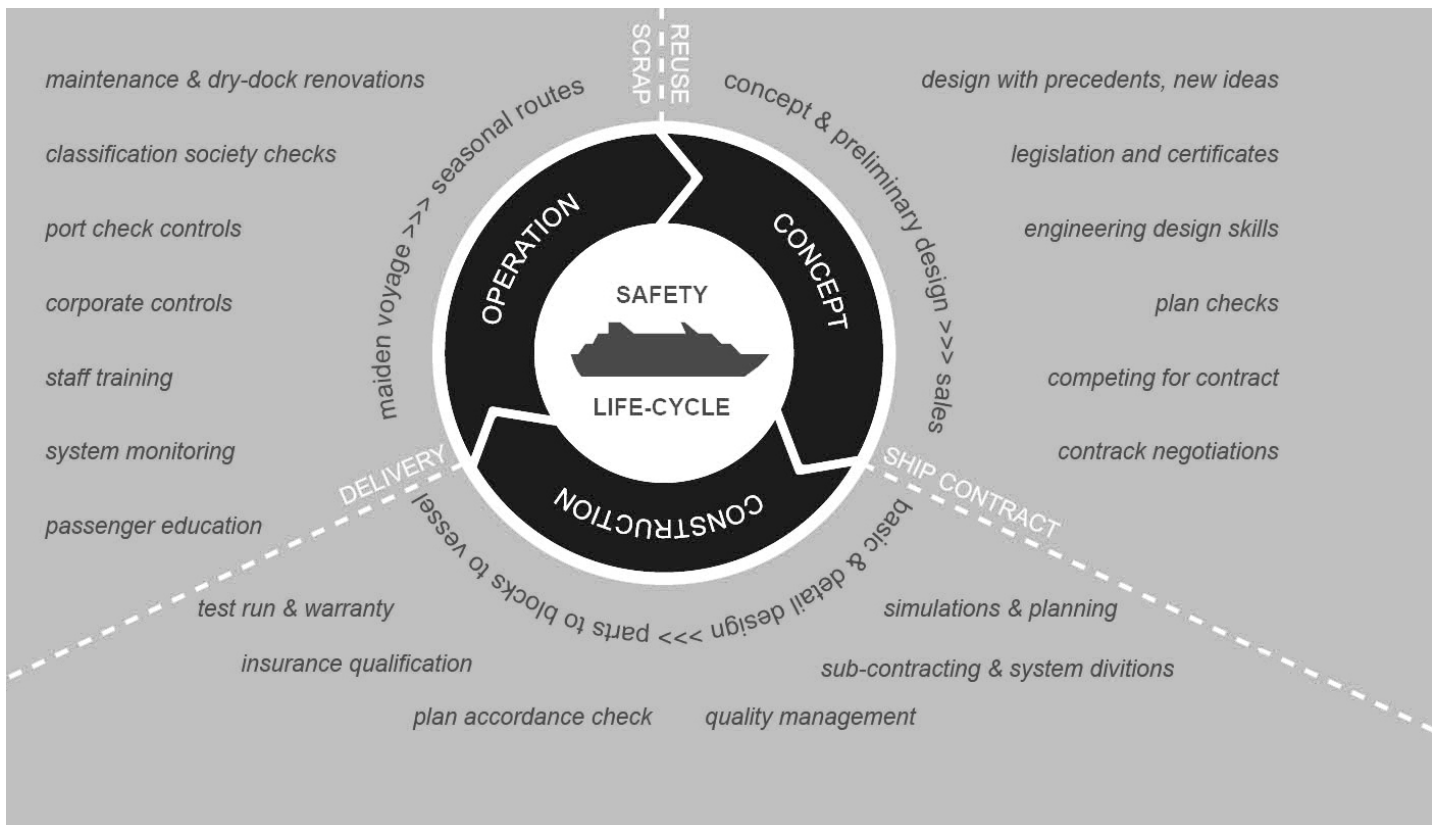 SCRAP
REUSE
maintenance & dry-dock renovations
classification society checks
port check controls
corporate controls
staff training
system monitoring
passenger education
maiden voyage >>> seasonal routes
OPERATION
concept & preliminary design >>> sales
CONCEPT
design with precedents, new ideas
legislation and certificates
engineering design skills
plan checks
competing for contract
contrack negotiations
SAFETY
LIFE-CYCLE
DELIVERY
SHIP CONTRACT
CONSTRUCTION
basic & detail design >>> parts to blocks to vessel
test run & warranty
insurance qualification
plan accordance check
simulations & planning
sub-contracting & system divitions
quality management